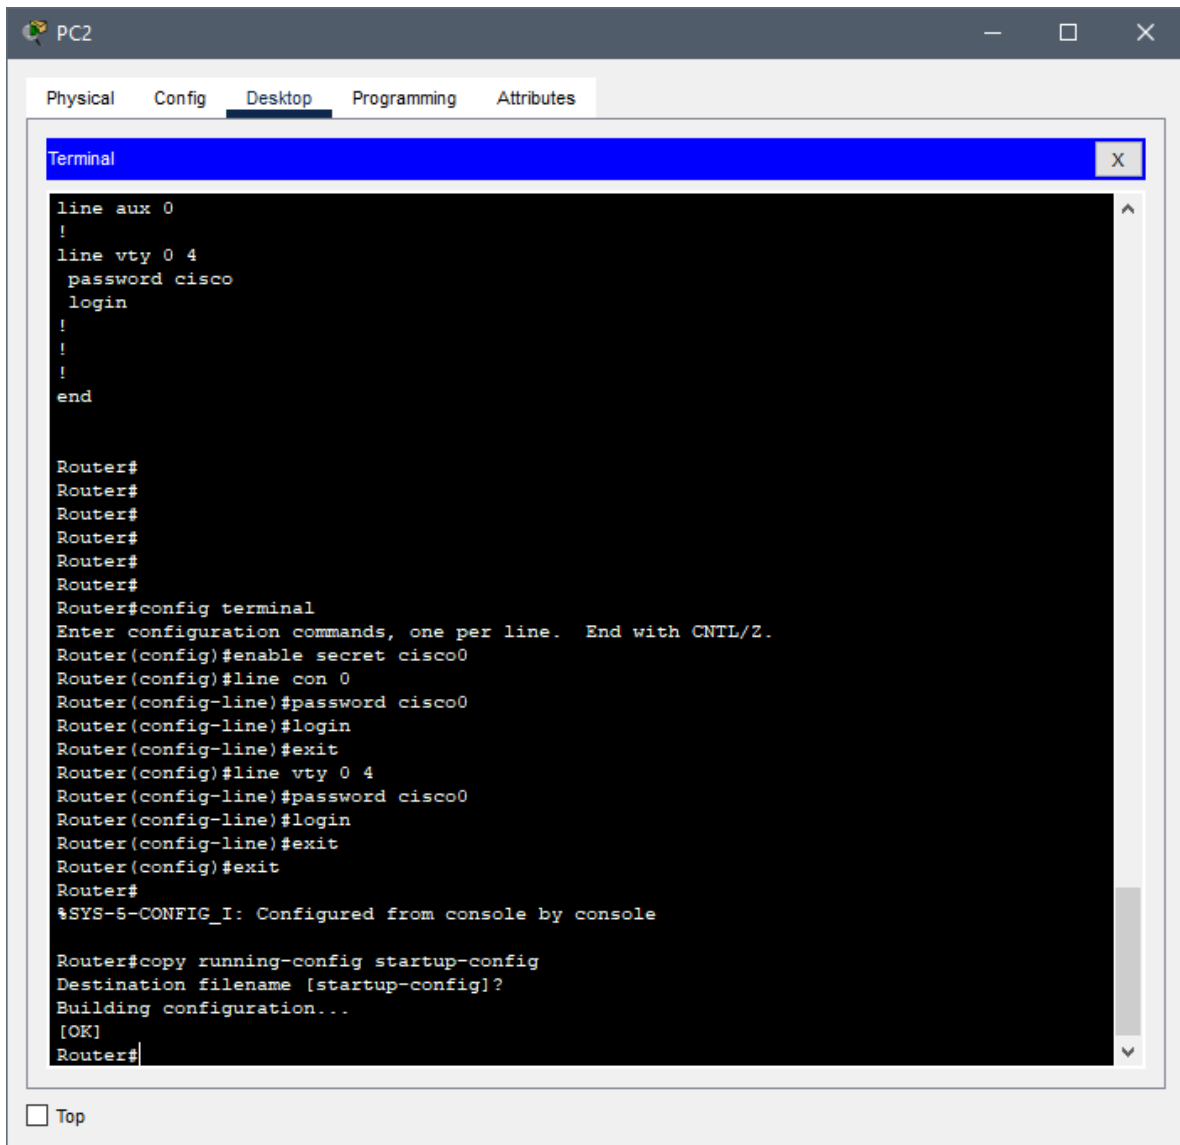 PC2
Physical Config Desktop Programming Attributes
Terminal X
line aux 0
!
line vty 0 4
 password cisco
 login
!
!
!
end
Router#
Router#
Router#
Router#
Router#
Router#
Router#config terminal
Enter configuration commands, one per line.  End with CNTL/Z.
Router(config)#enable secret cisco0
Router(config)#line con 0
Router(config-line)#password cisco0
Router(config-line)#login
Router(config-line)#exit
Router(config)#line vty 0 4
Router(config-line)#password cisco0
Router(config-line)#login
Router(config-line)#exit
Router(config)#exit
Router#
%SYS-5-CONFIG_I: Configured from console by console
Router#copy running-config startup-config
Destination filename [startup-config]?
Building configuration...
[OK]
Router#
Top